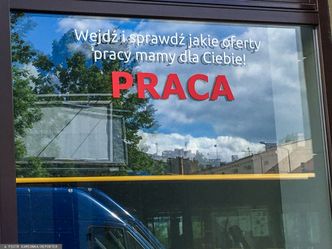 Wejdź i sprawdź jakie oferty
pracy mamy dla Ciebie!
PRACA